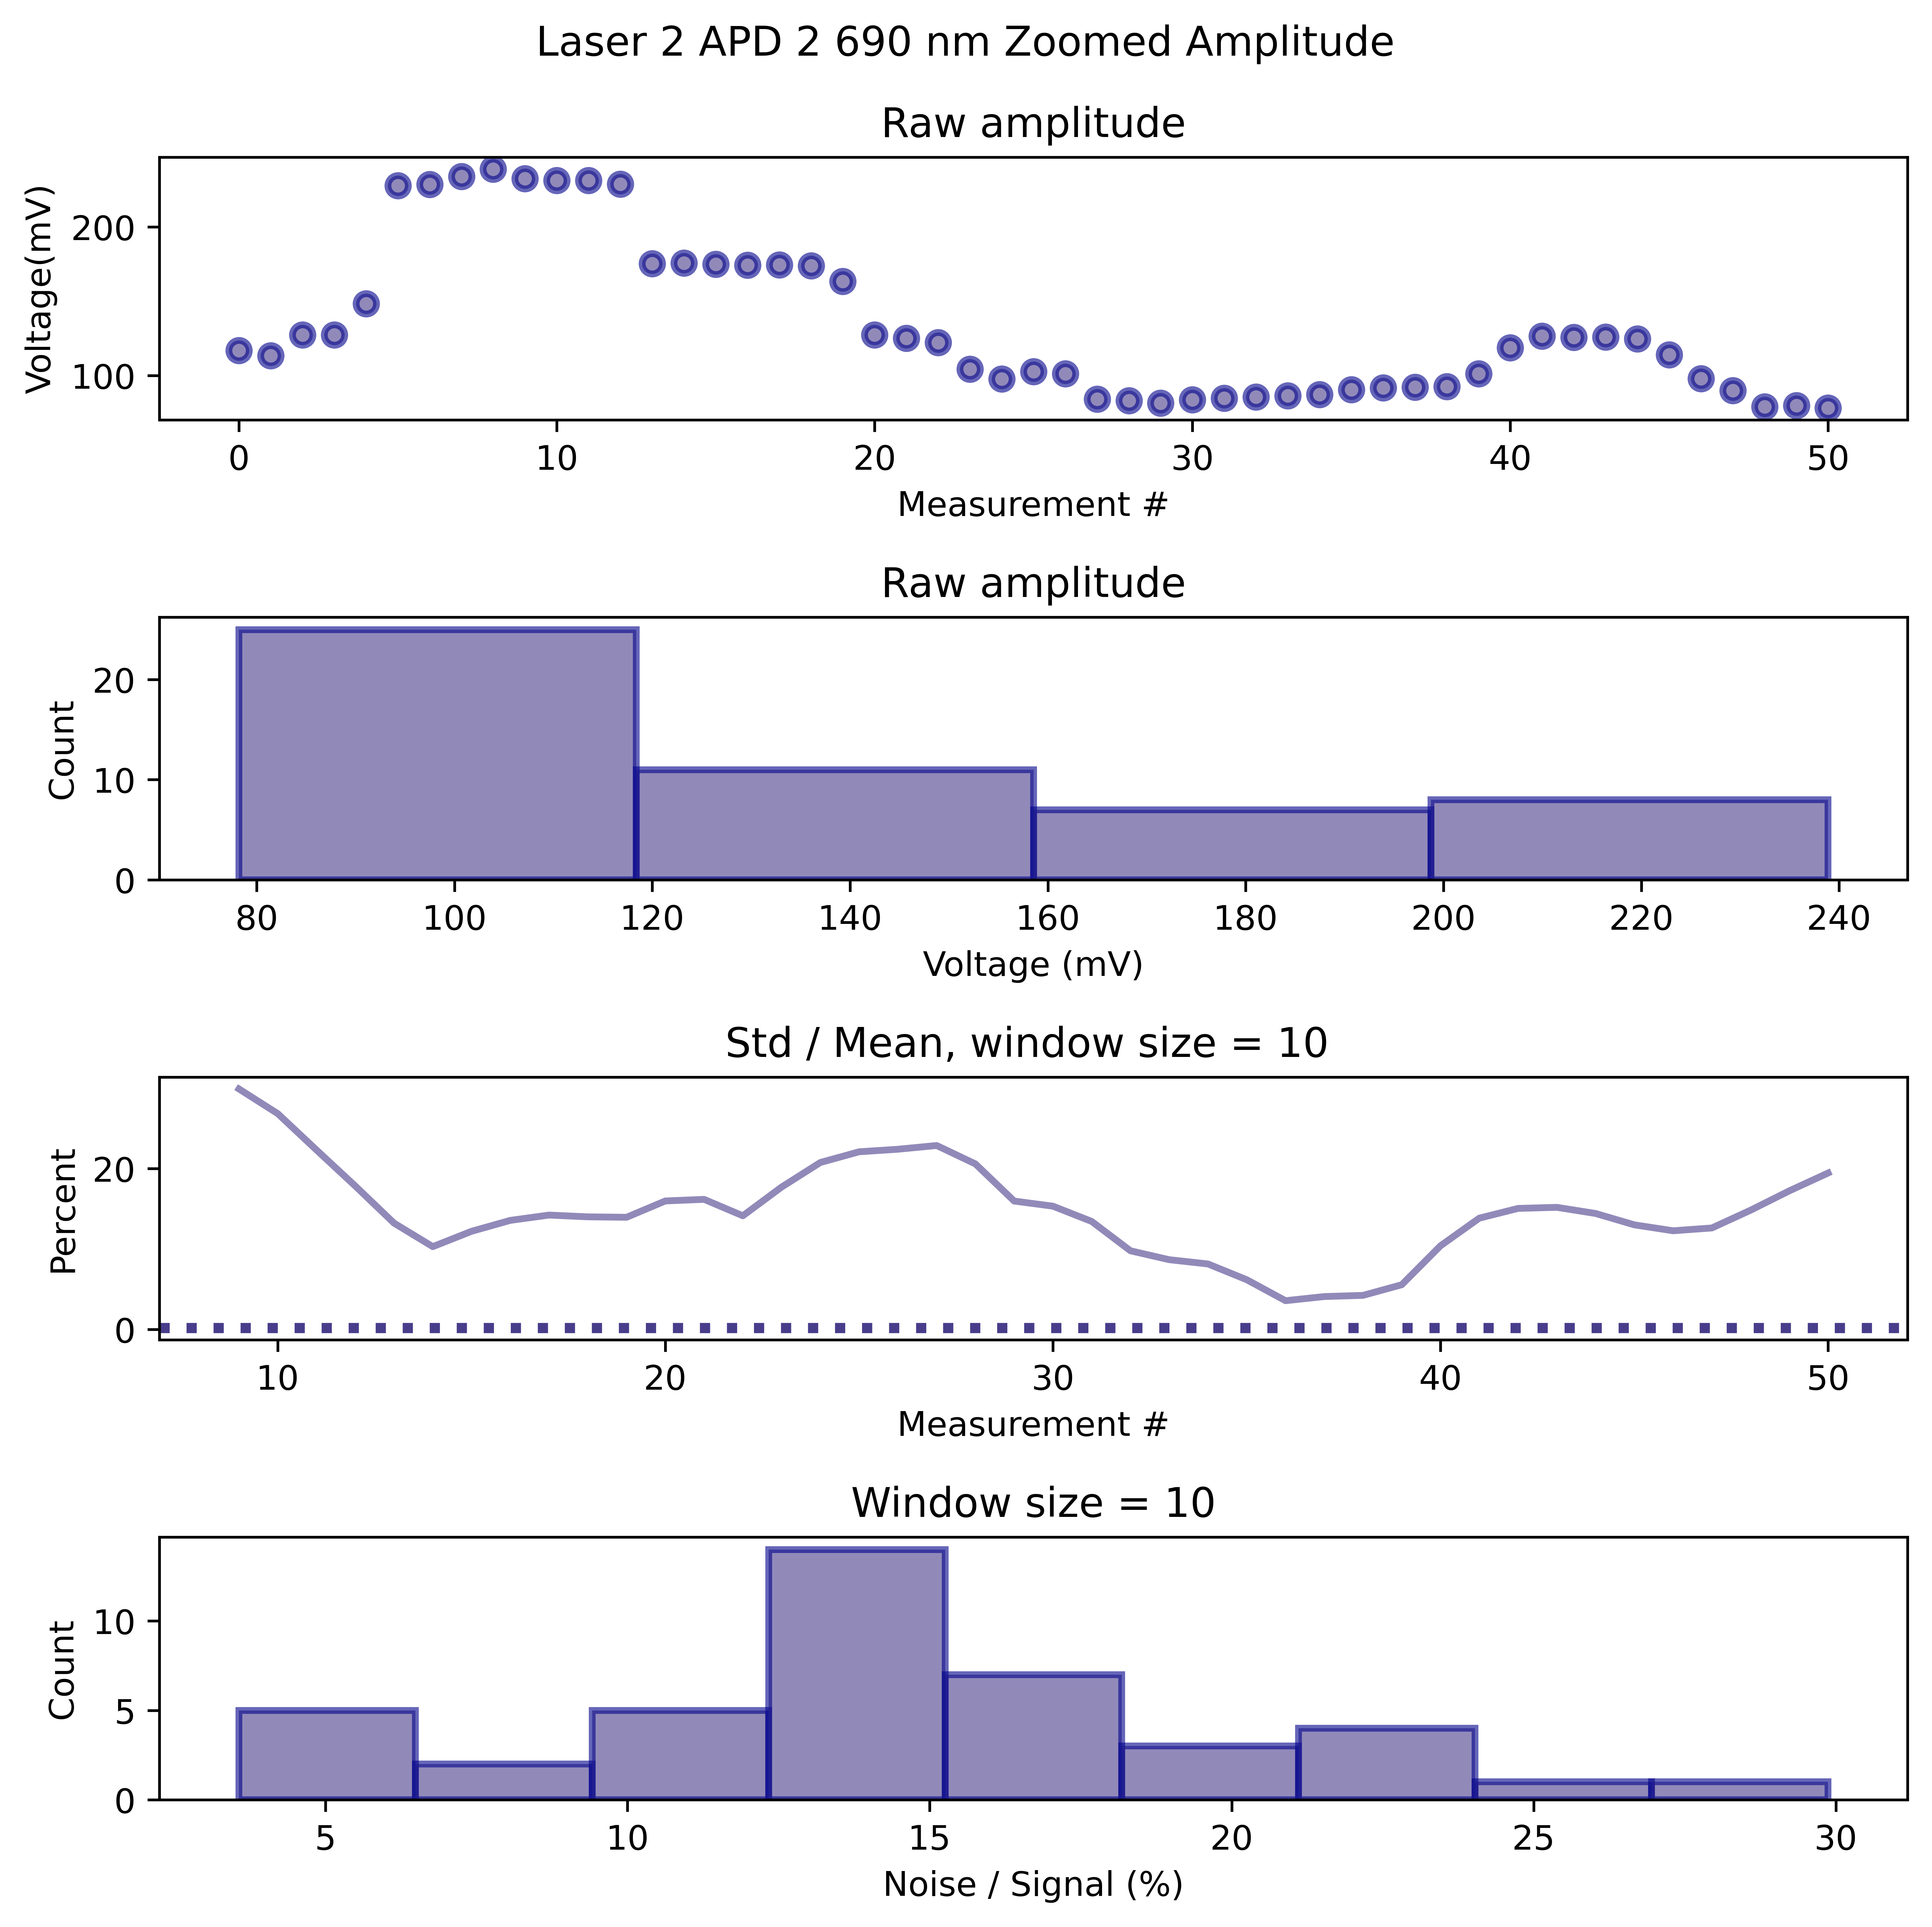 Laser 2 APD 2 690 nm Zoomed Amplitude
Raw amplitude
Voltage(mV)
200
100
0 10 20 30 40 50
Measurement #
Raw amplitude
Count
20
10
0
80 100 120 140 160 180 200 220 240
Voltage (mV)
Std / Mean, window size = 10
Percent
20
0
10 20 30 40 50
Measurement #
Window size = 10
Count
10
5
0
5 10 15 20 25 30
Noise / Signal (%)